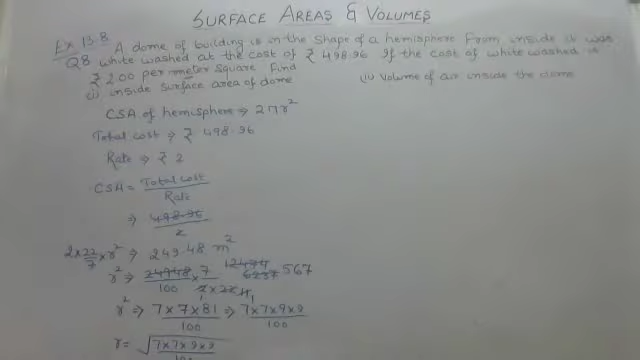 SURFACE AREAS & VOLUMES
Ex 13.8
Q8 A dome of building is in the shape of a hemisphere From inside it was
white washed at the cost of ₹ 498.96 If the cost of white washed is
₹ 2.00 per meter square Find
(i) inside surface area of dome (ii) volume of air inside the dome
CSA of hemisphere ⇒ 2πr²
Total cost ⇒ ₹ 498.96
Rate ⇒ ₹ 2
CSA = Total cost / Rate
⇒ 498.96 / 2
2 × 22/7 × r² ⇒ 249.48 m²
r² ⇒ 24948/100 × 7/2×22 12474 6237 567
r² ⇒ 7×7×81/100 ⇒ 7×7×9×9/100
r = √7×7×9×9/100